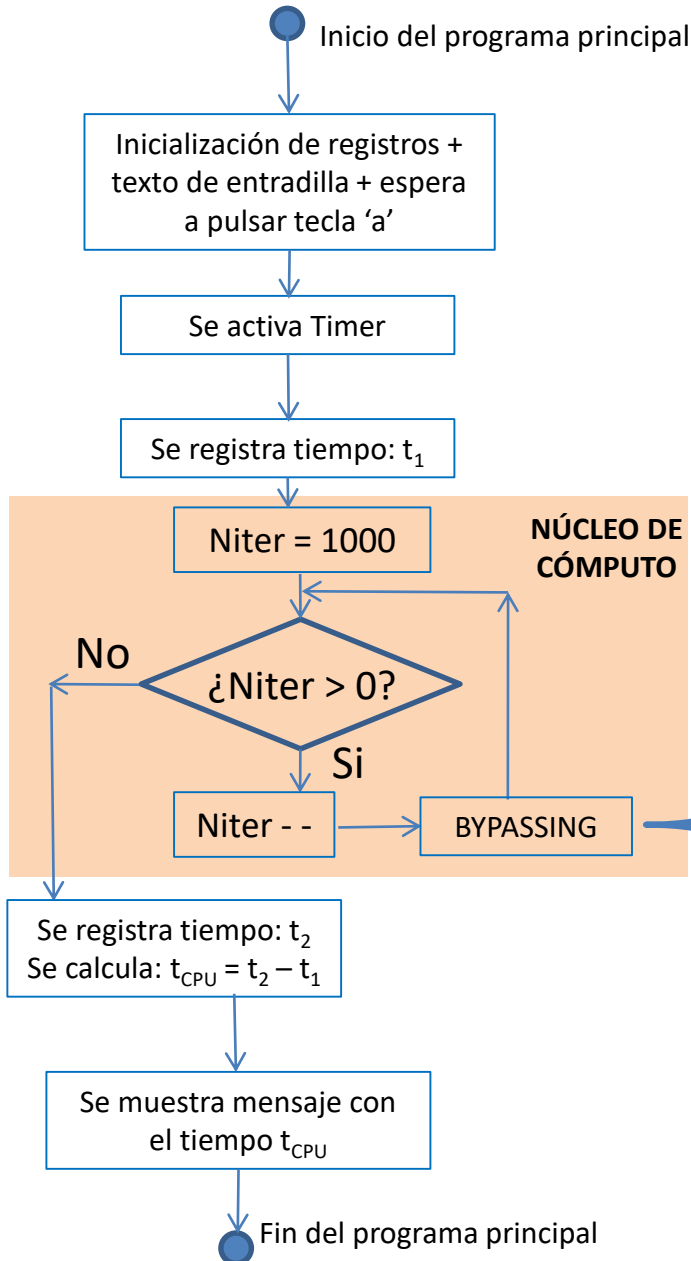 Inicio del programa principal
Inicialización de registros +
texto de entradilla + espera
a pulsar tecla ‘a’
Se activa Timer
Se registra tiempo: t₁
Niter = 1000
NÚCLEO DE
CÓMPUTO
No
¿Niter > 0?
Si
Niter - -
BYPASSING
Se registra tiempo: t₂
Se calcula: t_CPU = t₂ – t₁
Se muestra mensaje con
el tiempo t_CPU
Fin del programa principal